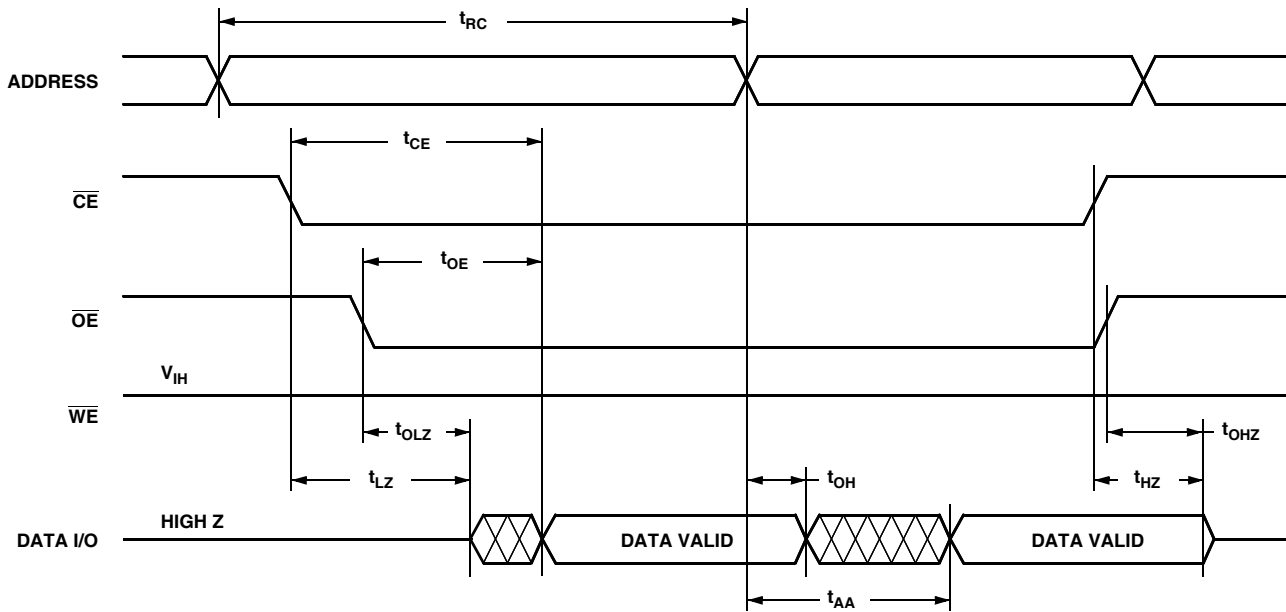 tRC
ADDRESS
tCE
CE
tOE
OE
VIH
WE
tOLZ
tOHZ
tLZ
tOH
tHZ
HIGH Z
DATA I/O
DATA VALID
DATA VALID
tAA